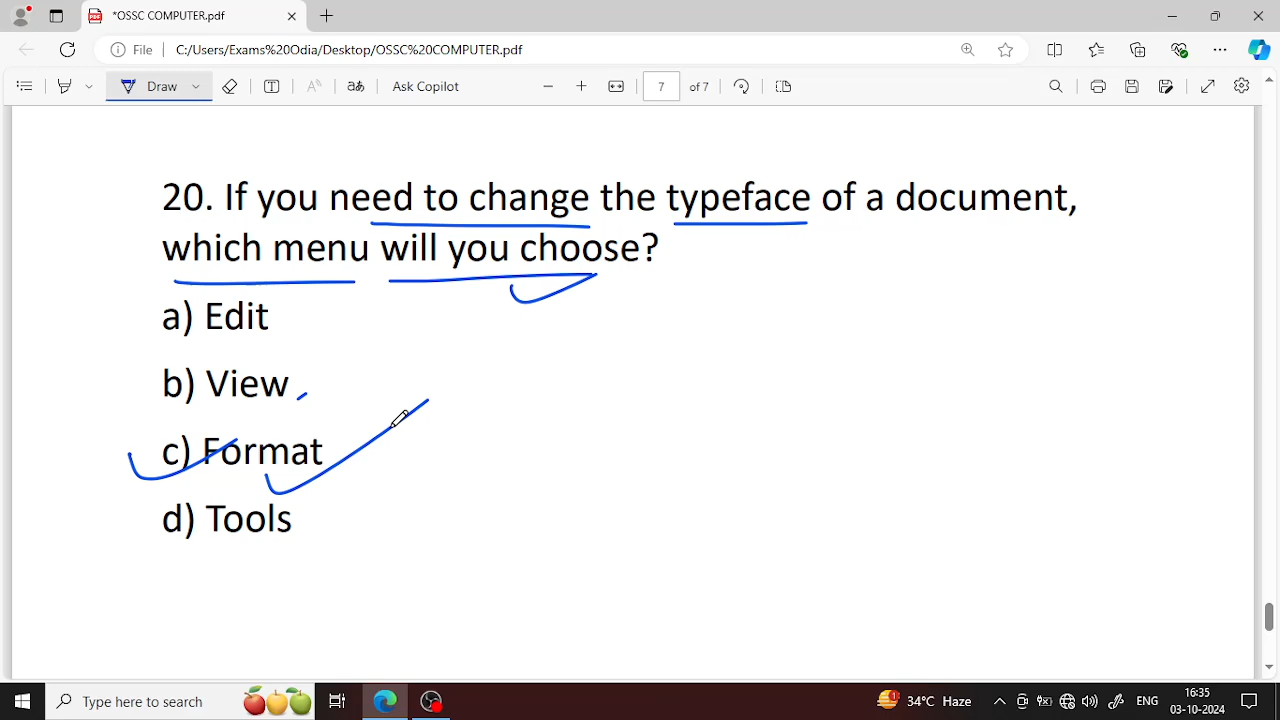 *OSSC COMPUTER.pdf
File
C:/Users/Exams%20Odia/Desktop/OSSC%20COMPUTER.pdf
Draw
Ask Copilot
7
of 7
20. If you need to change the typeface of a document,
which menu will you choose?
a) Edit
b) View
c) Format
d) Tools
Type here to search
34°C Haze
ENG
16:35
03-10-2024